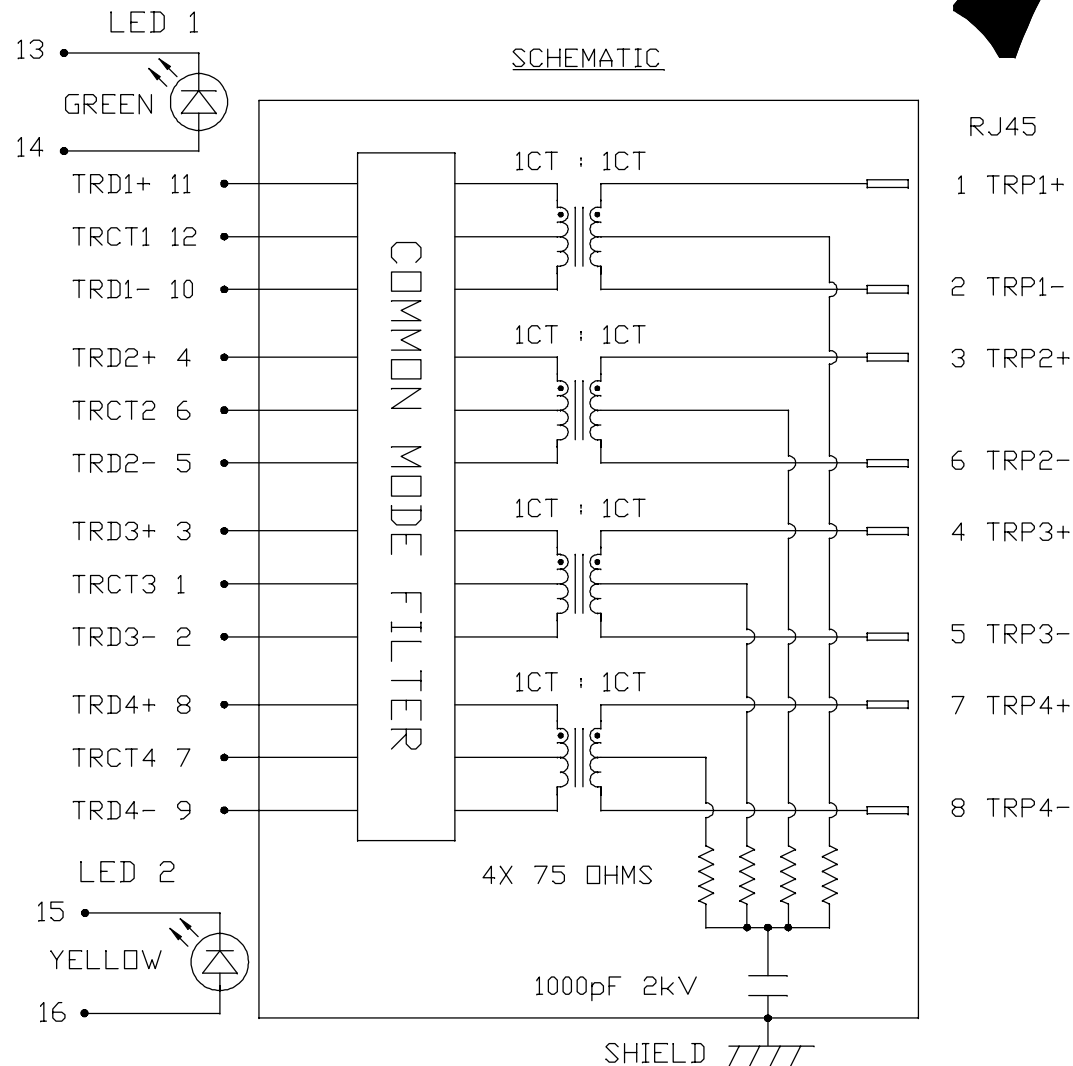 LED 1
13
SCHEMATIC
GREEN
RJ45
14
1CT : 1CT
TRD1+ 11
1 TRP1+
TRCT1 12
TRD1- 10
2 TRP1-
1CT : 1CT
TRD2+ 4
3 TRP2+
TRCT2 6
TRD2- 5
6 TRP2-
COMMON MODE FILTER
1CT : 1CT
TRD3+ 3
4 TRP3+
TRCT3 1
TRD3- 2
5 TRP3-
1CT : 1CT
TRD4+ 8
7 TRP4+
TRCT4 7
TRD4- 9
8 TRP4-
LED 2
4X 75 OHMS
15
YELLOW
1000pF 2kV
16
SHIELD